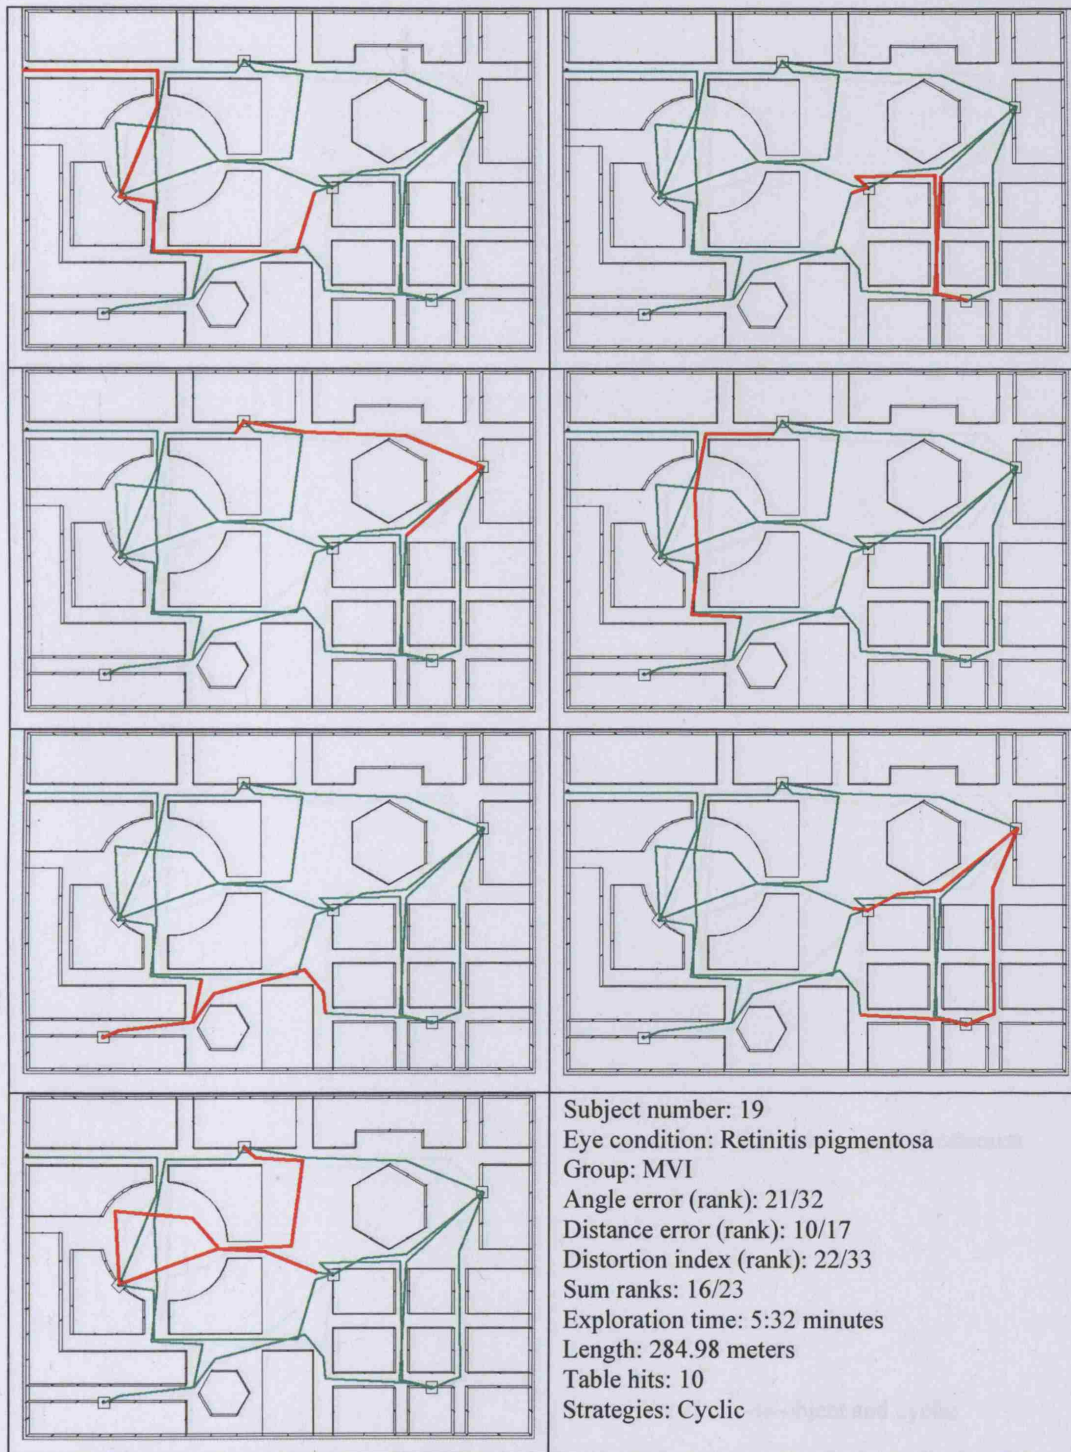 Subject number: 19
Eye condition: Retinitis pigmentosa
Group: MVI
Angle error (rank): 21/32
Distance error (rank): 10/17
Distortion index (rank): 22/33
Sum ranks: 16/23
Exploration time: 5:32 minutes
Length: 284.98 meters
Table hits: 10
Strategies: Cyclic